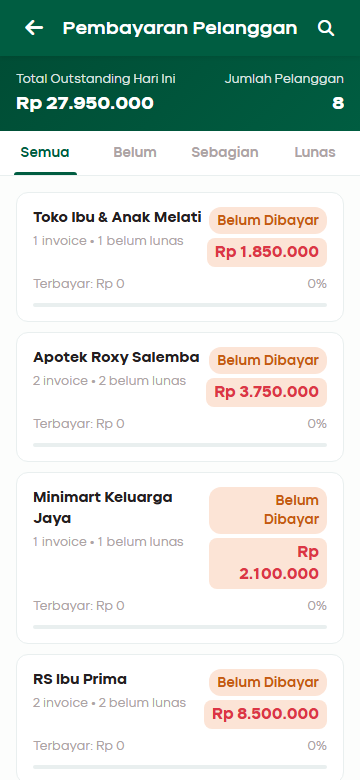 Pembayaran Pelanggan
Total Outstanding Hari Ini
Jumlah Pelanggan
Rp 27.950.000
8
Semua
Belum
Sebagian
Lunas
Toko Ibu & Anak Melati
Belum Dibayar
1 invoice • 1 belum lunas
Rp 1.850.000
Terbayar: Rp 0
0%
Apotek Roxy Salemba
Belum Dibayar
2 invoice • 2 belum lunas
Rp 3.750.000
Terbayar: Rp 0
0%
Minimart Keluarga
Jaya
Belum
Dibayar
1 invoice • 1 belum lunas
Rp
2.100.000
Terbayar: Rp 0
0%
RS Ibu Prima
Belum Dibayar
2 invoice • 2 belum lunas
Rp 8.500.000
Terbayar: Rp 0
0%